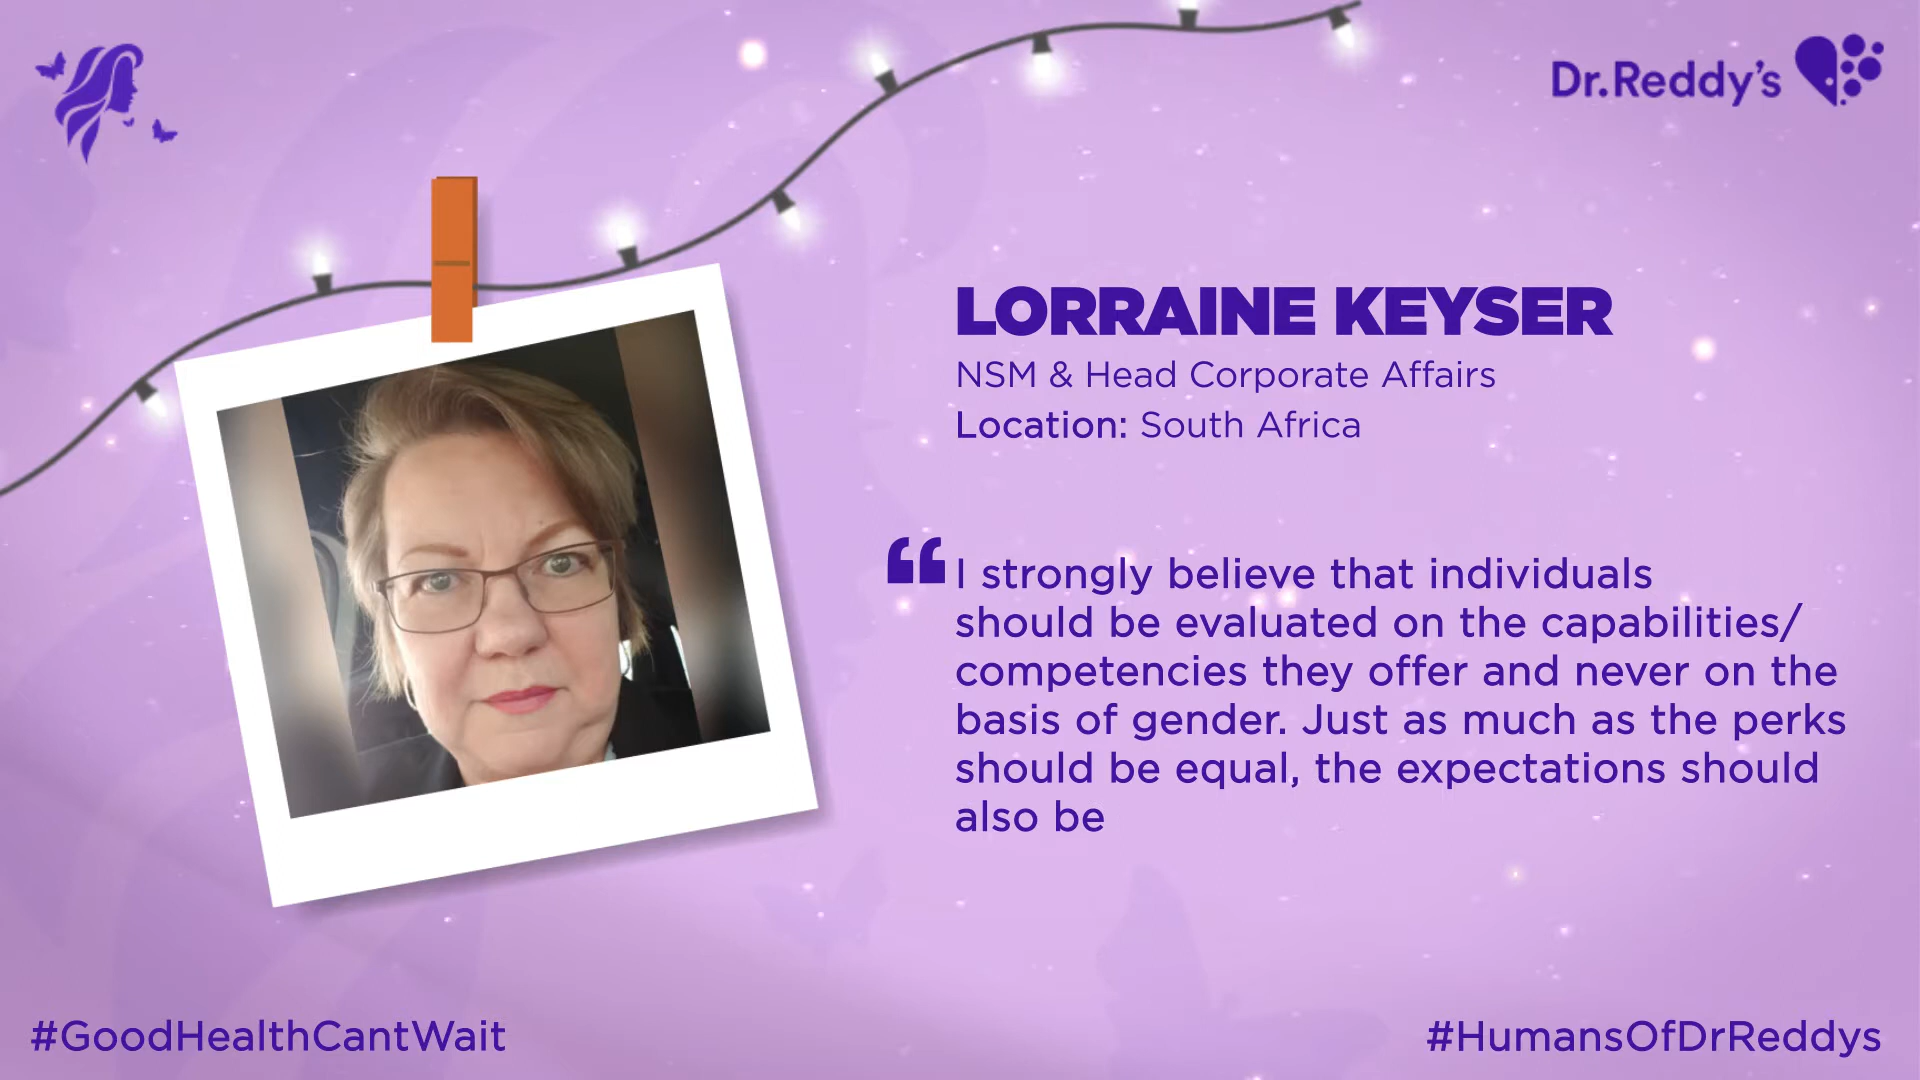 Dr.Reddy's
LORRAINE KEYSER
NSM & Head Corporate Affairs
Location: South Africa
“I strongly believe that individuals
should be evaluated on the capabilities/
competencies they offer and never on the
basis of gender. Just as much as the perks
should be equal, the expectations should
also be
#GoodHealthCantWait
#HumansOfDrReddys